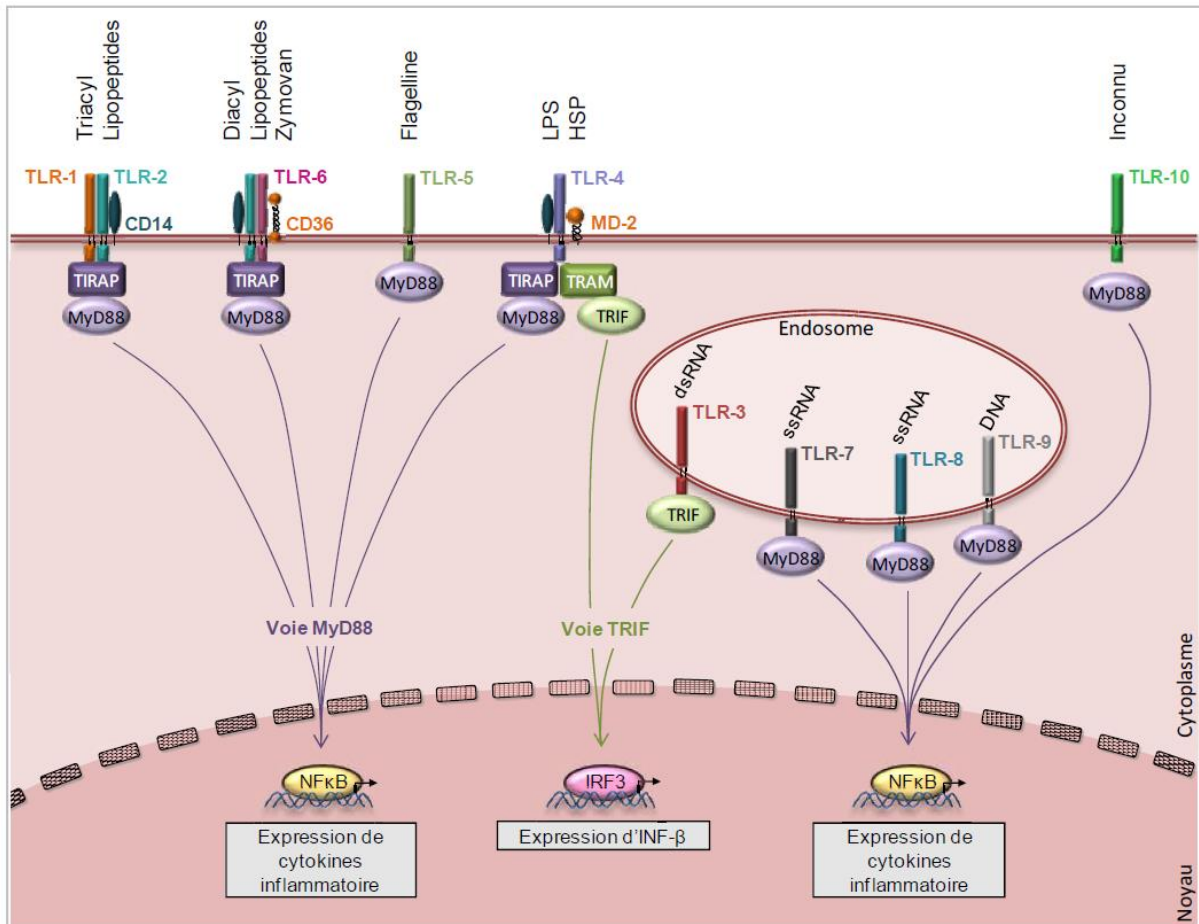 Triacyl
Lipopeptides
Diacyl
Lipopeptides
Zymovan
Flagelline
LPS
HSP
Inconnu
TLR-1
TLR-2
TLR-6
TLR-5
TLR-4
TLR-10
CD14
CD36
MD-2
TIRAP
TIRAP
TIRAP
TRAM
MyD88
MyD88
MyD88
MyD88
TRIF
MyD88
Endosome
dsRNA
TLR-3
ssRNA
TLR-7
ssRNA
TLR-8
DNA
TLR-9
TRIF
MyD88
MyD88
MyD88
Voie MyD88
Voie TRIF
Cytoplasme
NFκB
IRF3
NFκB
Expression de
cytokines
inflammatoire
Expression d'INF-β
Expression de
cytokines
inflammatoire
Noyau